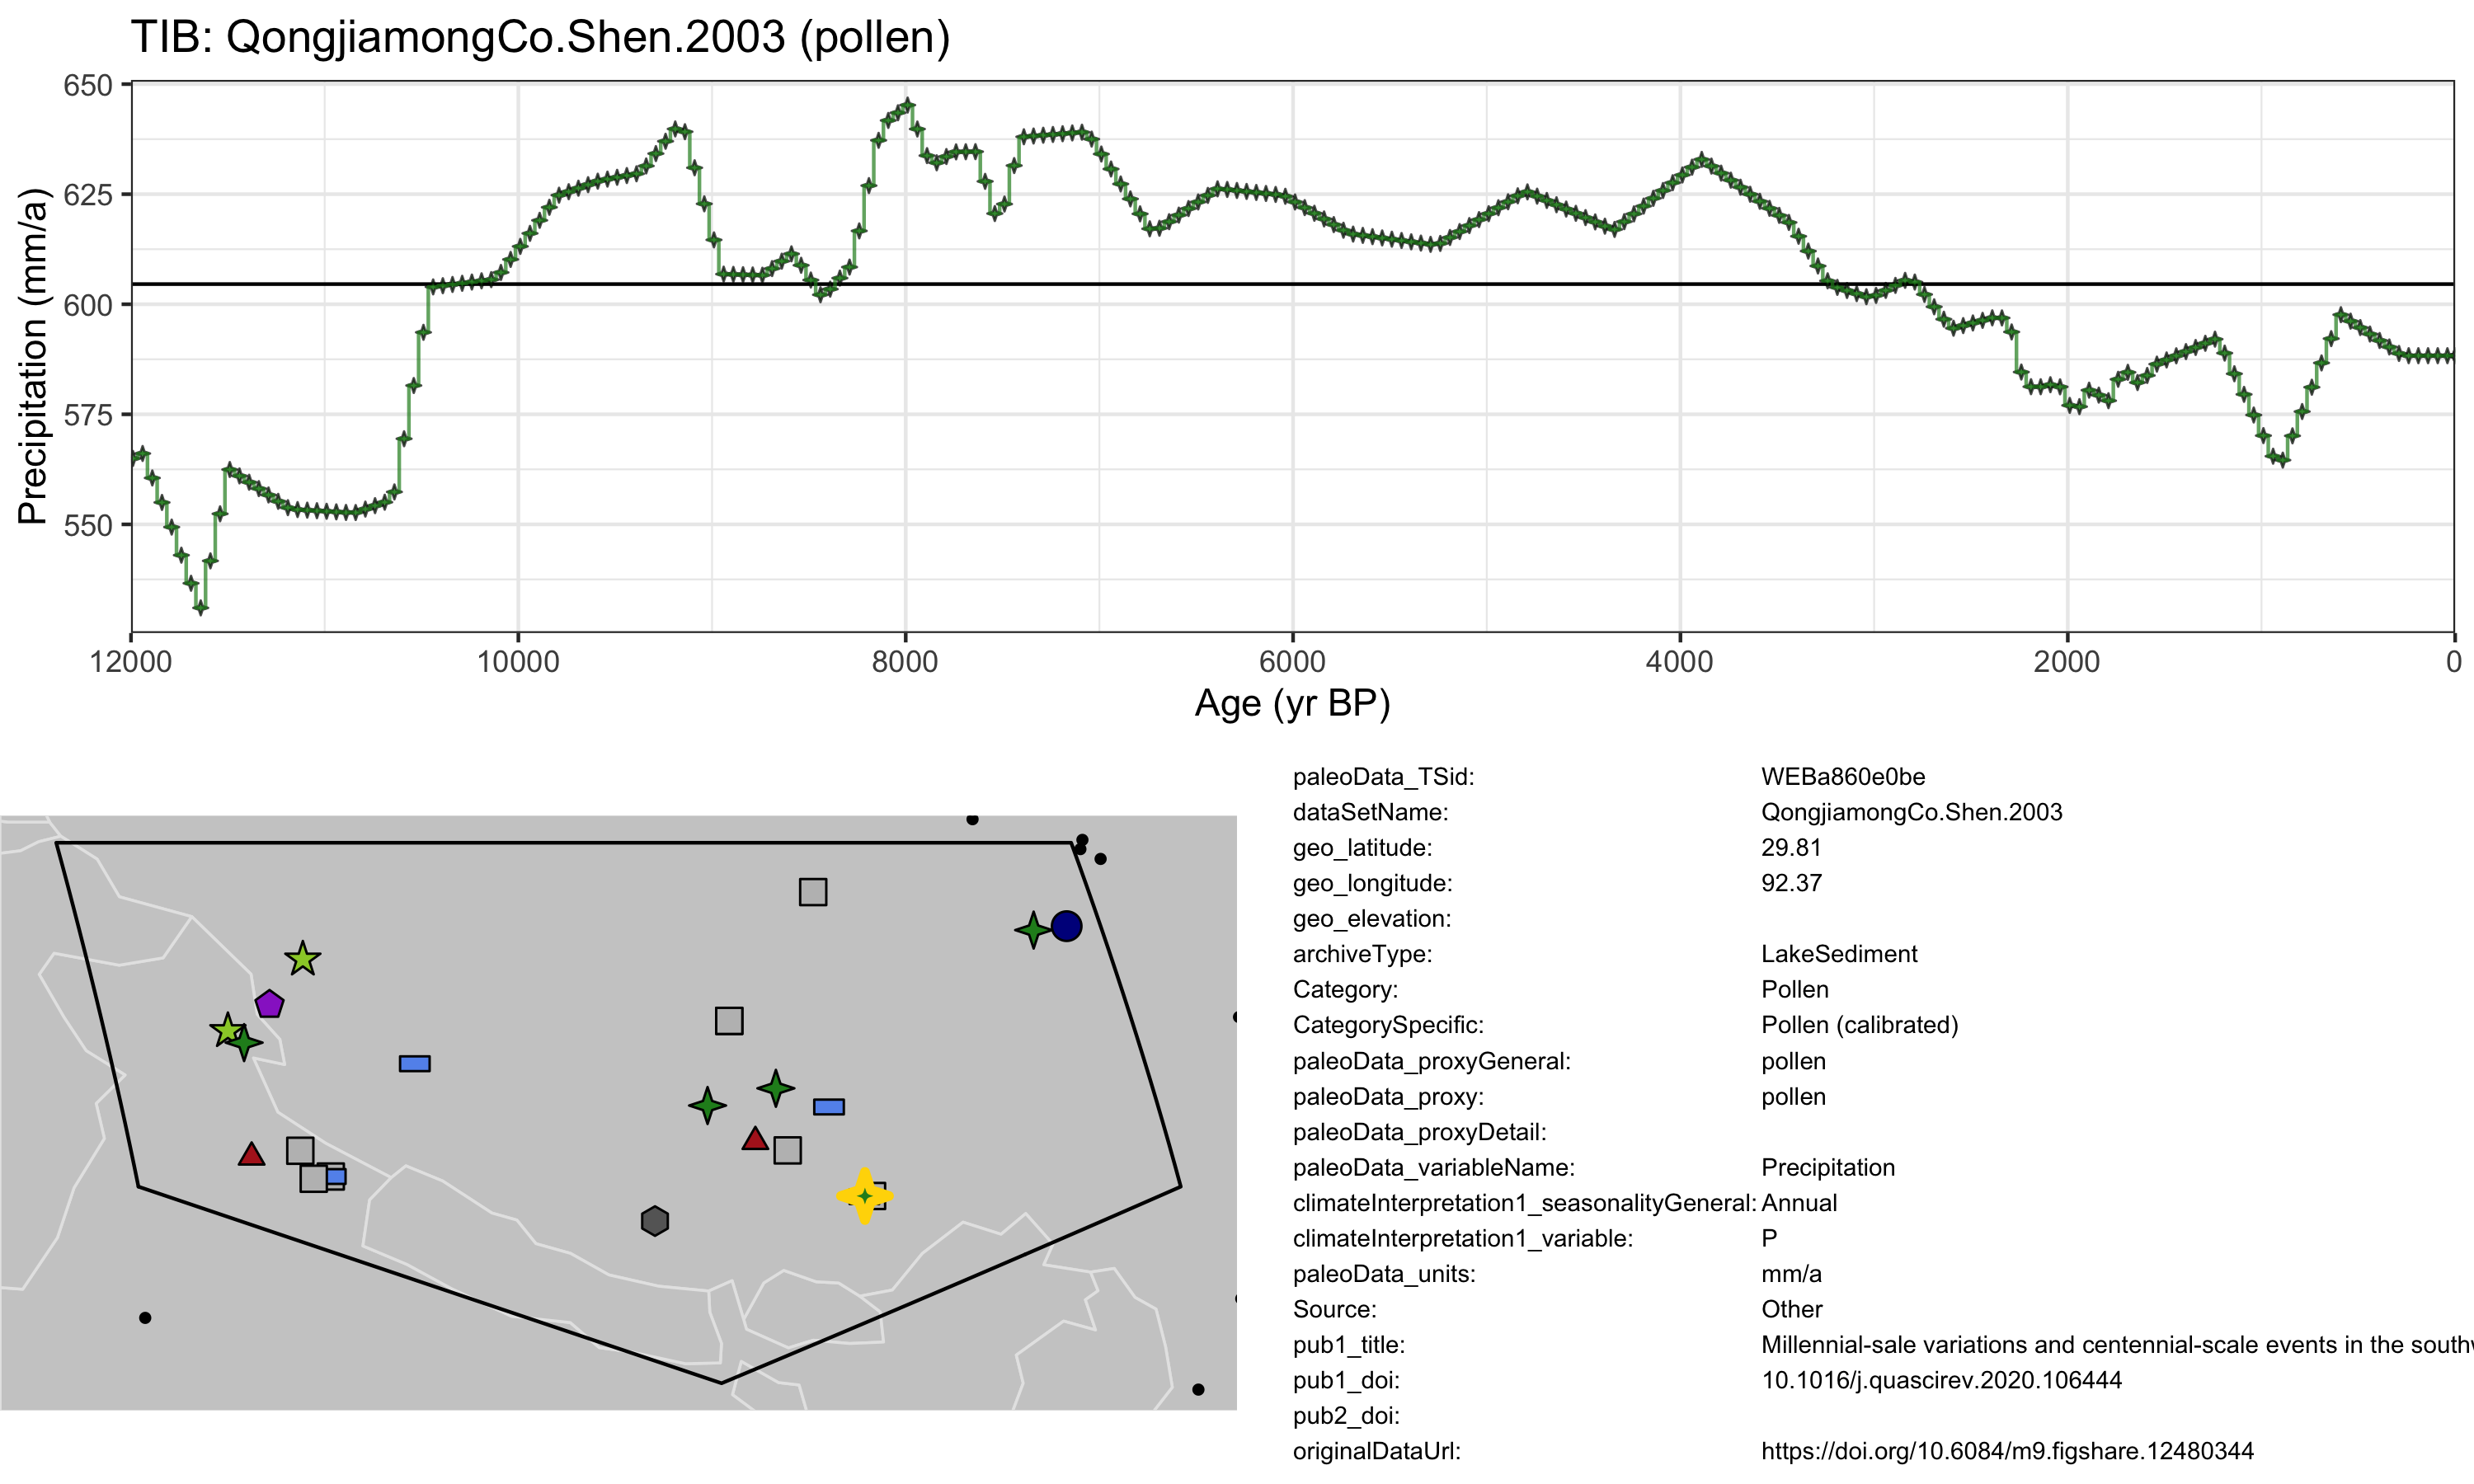 TIB: QongjiamongCo.Shen.2003 (pollen)
Precipitation (mm/a)
650
625
600
575
550
12000 10000 8000 6000 4000 2000 0
Age (yr BP)
paleoData_TSid: WEBa860e0be
dataSetName: QongjiamongCo.Shen.2003
geo_latitude: 29.81
geo_longitude: 92.37
geo_elevation:
archiveType: LakeSediment
Category: Pollen
CategorySpecific: Pollen (calibrated)
paleoData_proxyGeneral: pollen
paleoData_proxy: pollen
paleoData_proxyDetail:
paleoData_variableName: Precipitation
climateInterpretation1_seasonalityGeneral: Annual
climateInterpretation1_variable: P
paleoData_units: mm/a
Source: Other
pub1_title: Millennial-sale variations and centennial-scale events in the
pub1_doi: 10.1016/j.quascirev.2020.106444
pub2_doi:
originalDataUrl: https://doi.org/10.6084/m9.figshare.12480344